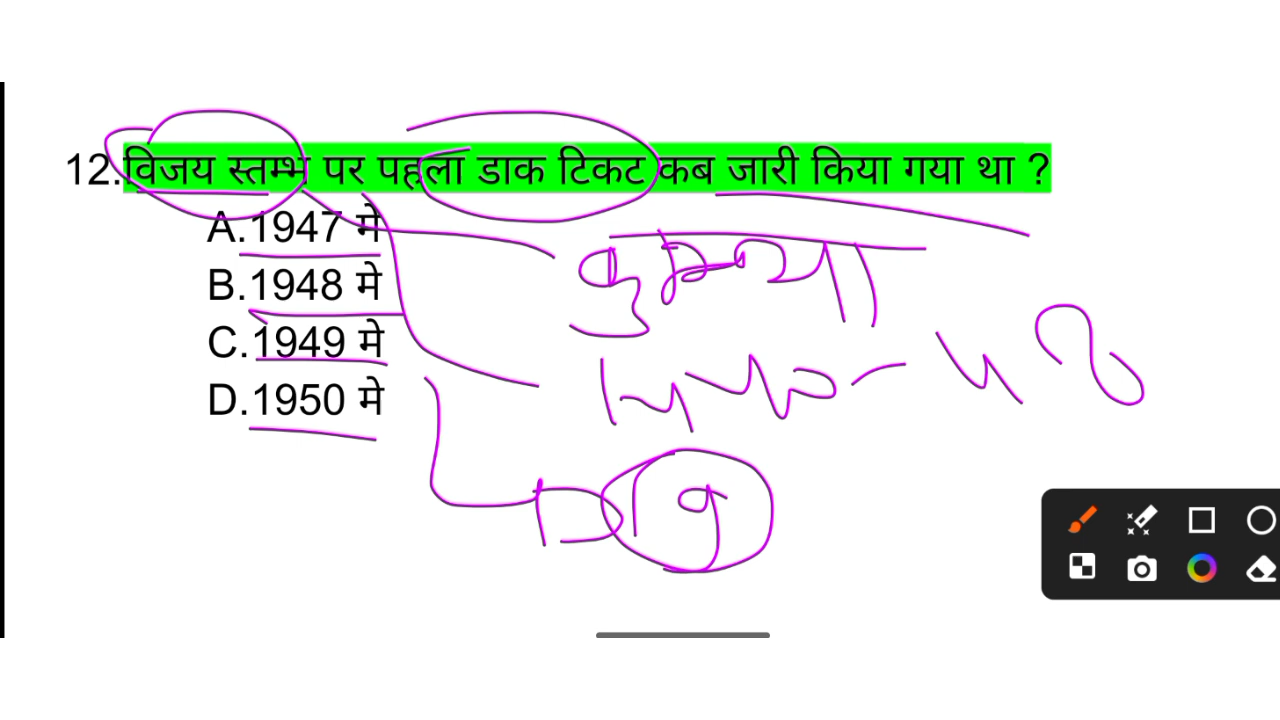 12.विजय स्तम्भ पर पहला डाक टिकट कब जारी किया गया था ?
A.1947 मे
B.1948 मे
C.1949 मे
D.1950 मे